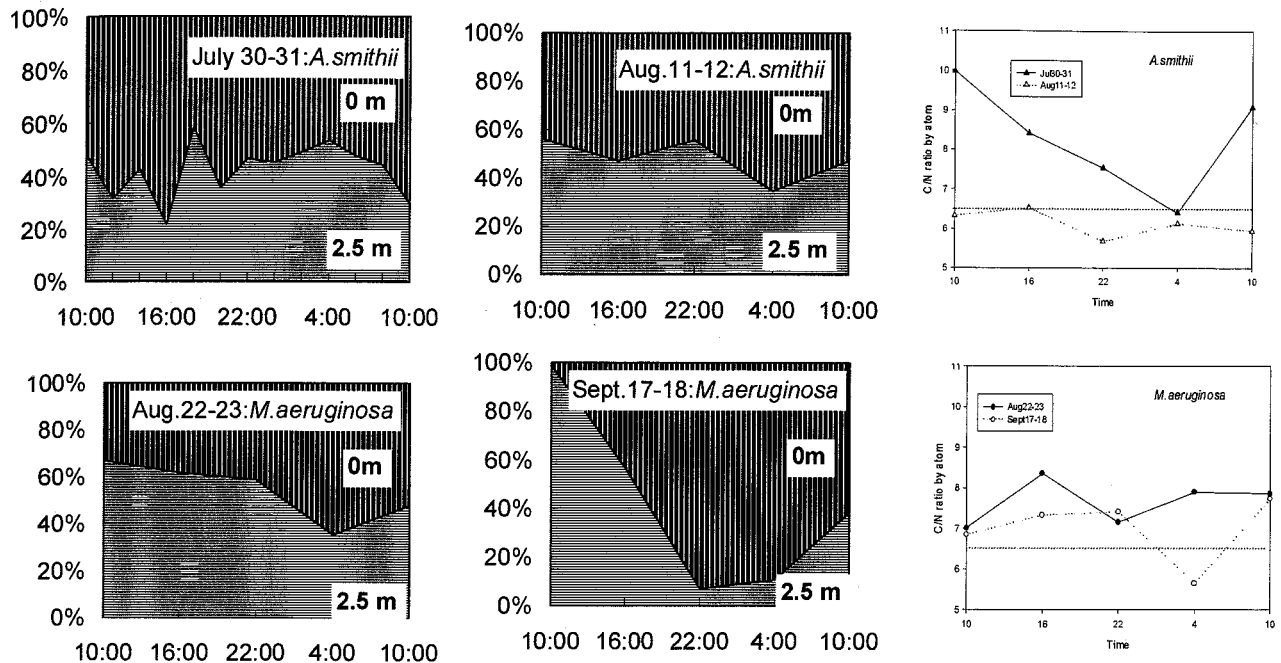 100%
80%
60%
40%
20%
0%
July 30-31:A.smithii
0 m
2.5 m
10:00 16:00 22:00 4:00 10:00
100%
80%
60%
40%
20%
0%
Aug.11-12:A.smithii
0m
2.5 m
10:00 16:00 22:00 4:00 10:00
C/N ratio by atom
11
10
9
8
7
6
5
A.smithii
Jul30-31
Aug11-12
10 16 22 4 10
Time
100%
80%
60%
40%
20%
0%
Aug.22-23:M.aeruginosa
0m
2.5 m
10:00 16:00 22:00 4:00 10:00
100%
80%
60%
40%
20%
0%
Sept.17-18:M.aeruginosa
0m
2.5 m
10:00 16:00 22:00 4:00 10:00
C/N ratio by atom
11
10
9
8
7
6
5
M.aeruginosa
Aug22-23
Sept17-18
10 16 22 4 10
Time